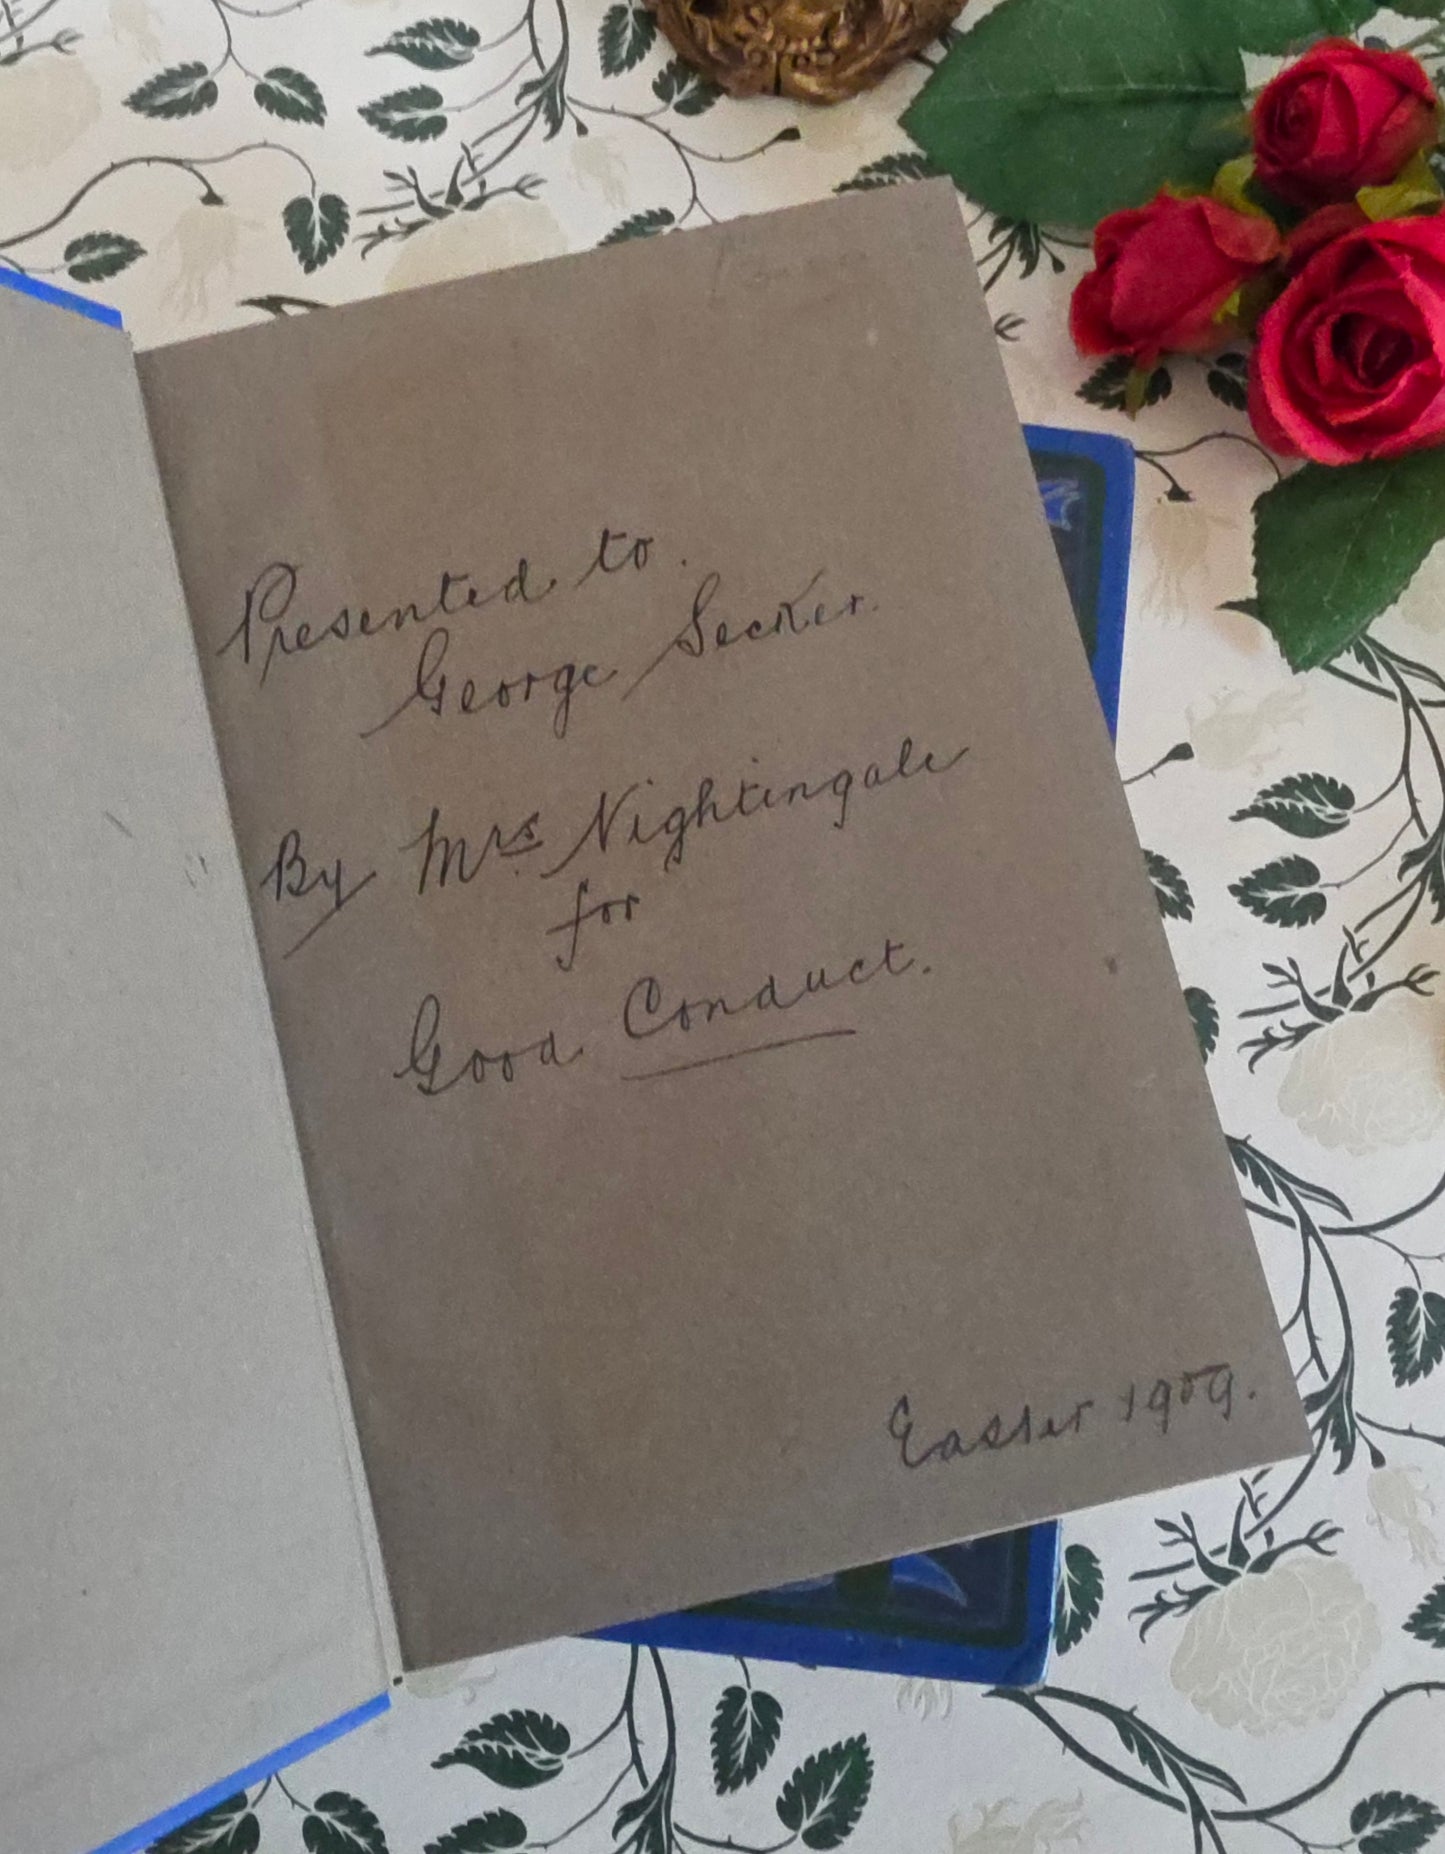 Presented to.
George Secker.
By Mrs. Nightingale
for
Good Conduct.
Easter 1909.